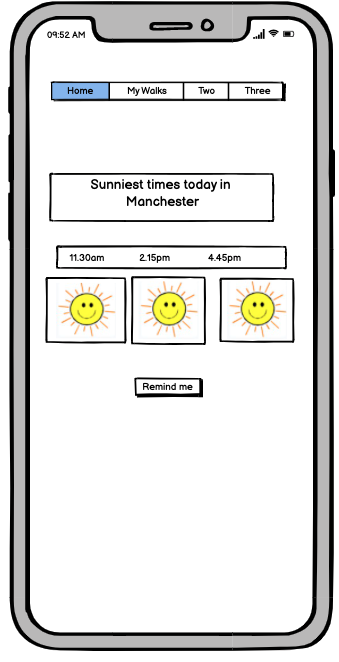 09:52 AM
Home My Walks Two Three
Sunniest times today in
Manchester
11.30am 2.15pm 4.45pm
Remind me